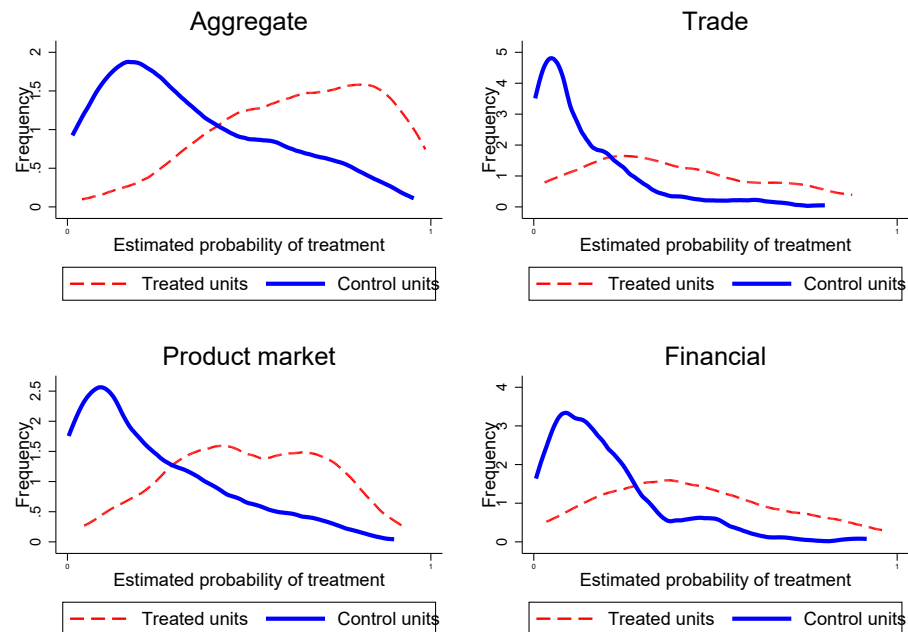 Aggregate
Frequency
0 .5 1 1.5 2
0 1
Estimated probability of treatment
Treated units Control units
Trade
Frequency
0 1 2 3 4 5
0 1
Estimated probability of treatment
Treated units Control units
Product market
Frequency
0 .5 1 1.5 2 2.5
0 1
Estimated probability of treatment
Treated units Control units
Financial
Frequency
0 1 2 3 4
0 1
Estimated probability of treatment
Treated units Control units